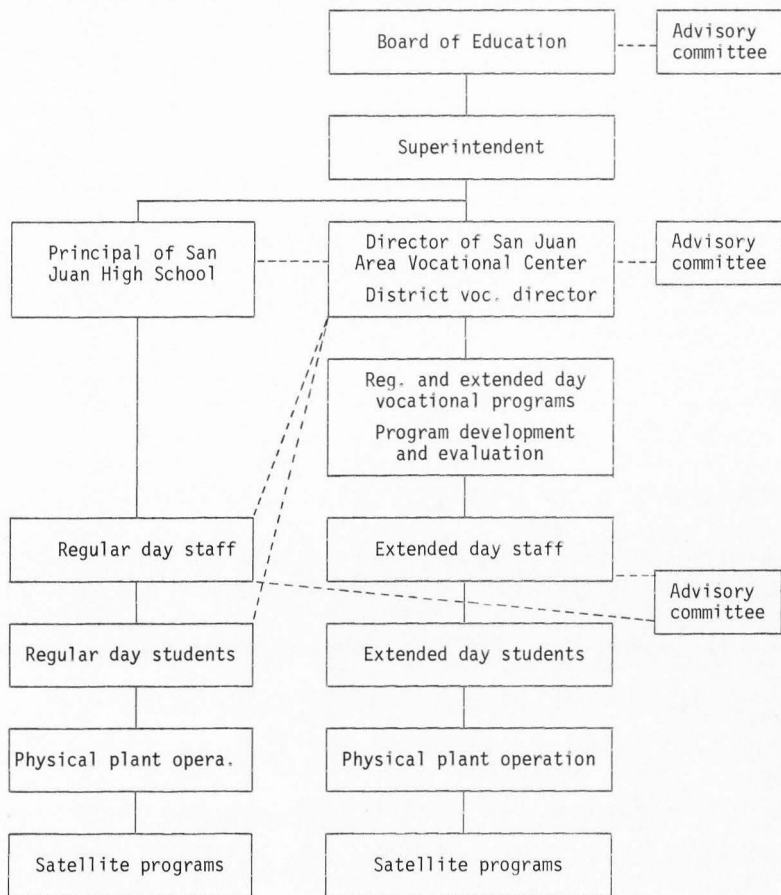 Board of Education
Advisory
committee
Superintendent
Principal of San
Juan High School
Director of San Juan
Area Vocational Center
District voc. director
Advisory
committee
Reg. and extended day
vocational programs
Program development
and evaluation
Regular day staff
Extended day staff
Advisory
committee
Regular day students
Extended day students
Physical plant opera.
Physical plant operation
Satellite programs
Satellite programs